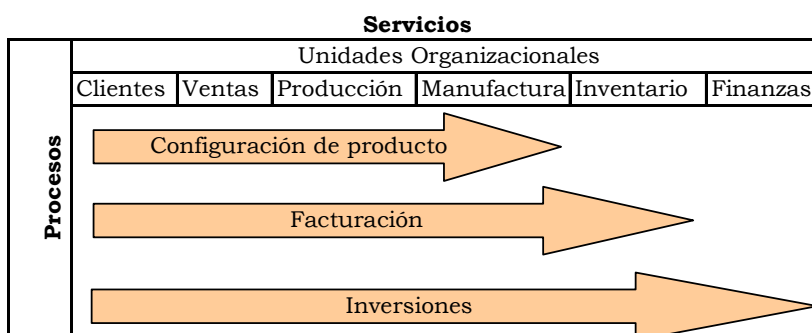 Servicios
Unidades Organizacionales
Clientes Ventas Producción Manufactura Inventario Finanzas
Procesos
Configuración de producto
Facturación
Inversiones